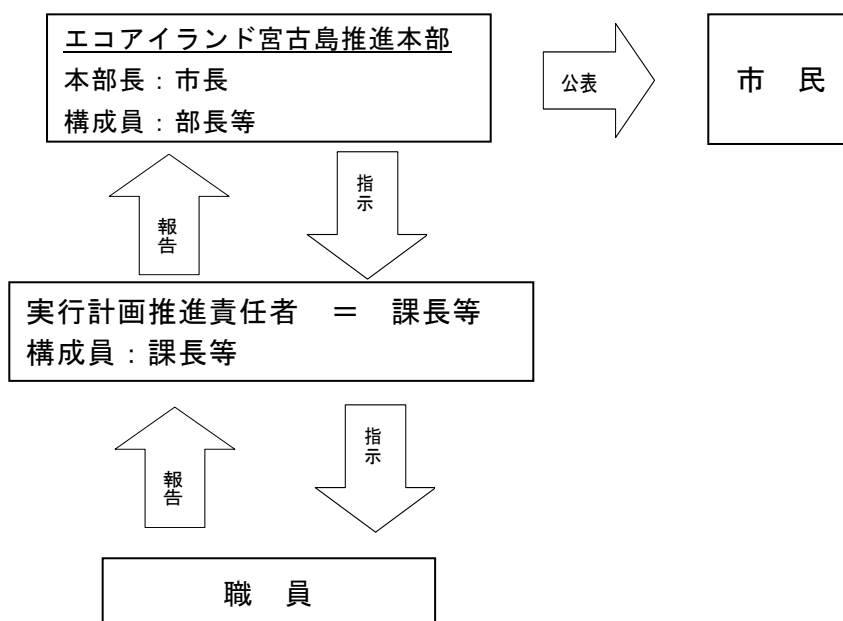 エコアイランド宮古島推進本部
本部長：市長
構成員：部長等
公表
市　民
報告
指示
実行計画推進責任者　＝　課長等
構成員：課長等
報告
指示
職　員